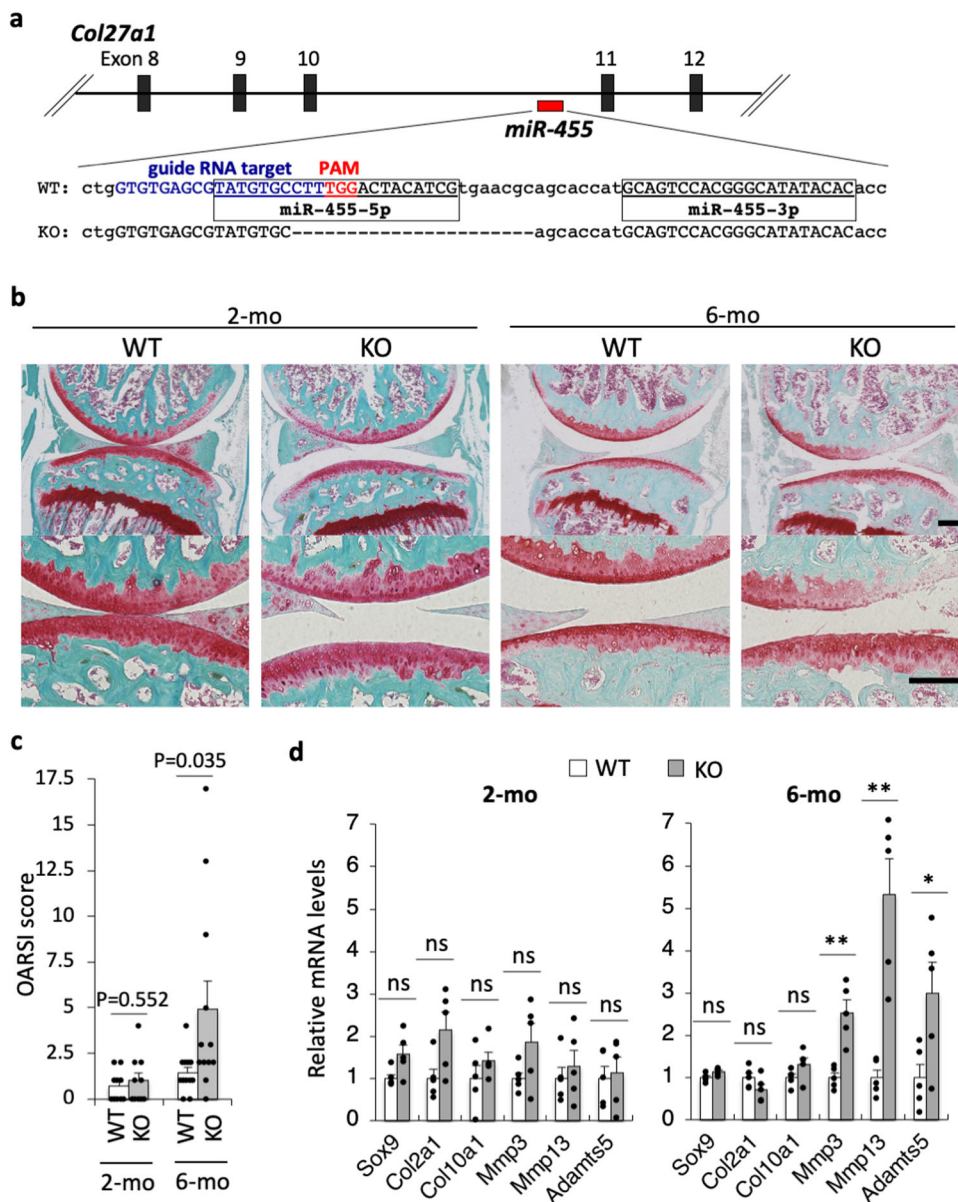 a
Col27a1
Exon 8 9 10 11 12
miR-455
guide RNA target PAM
WT: ctgGTGTGAGCGTATGTGCCTTTGGACTACATCGtgaacgcagcaccatGCAGTCCACGGGCATATACACacc
miR-455-5p miR-455-3p
KO: ctgGTGTGAGCGTATGTGC------------------------agcaccatGCAGTCCACGGGCATATACACacc
b
2-mo 6-mo
WT KO WT KO
c
P=0.035
P=0.552
OARSI score
17.5
15
12.5
10
7.5
5
2.5
0
WT KO WT KO
2-mo 6-mo
d
WT KO
2-mo
Relative mRNA levels
7
6
5
4
3
2
1
0
ns ns ns ns ns ns
Sox9 Col2a1 Col10a1 Mmp3 Mmp13 Adamts5
6-mo
7
6
5
4
3
2
1
0
ns ns ns ** ** *
Sox9 Col2a1 Col10a1 Mmp3 Mmp13 Adamts5